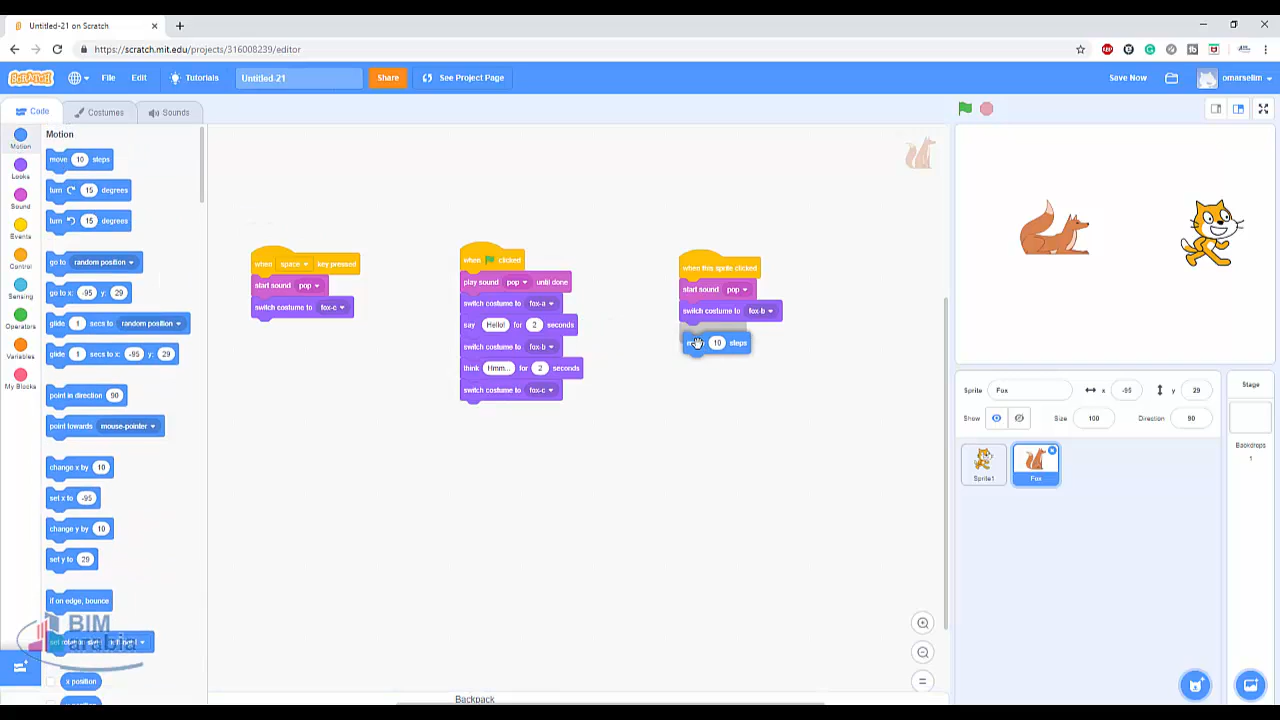 Untitled-21 on Scratch
https://scratch.mit.edu/projects/316008239/editor
SCRATCH File Edit Tutorials Untitled-21 Share See Project Page Save Now omarselim
Code Costumes Sounds
Motion
Looks
Sound
Events
Control
Sensing
Operators
Variables
My Blocks
Motion
move 10 steps
turn 15 degrees
turn 15 degrees
go to random position
go to x: -95 y: 29
glide 1 secs to random position
glide 1 secs to x: -95 y: 29
point in direction 90
point towards mouse-pointer
change x by 10
set x to -95
change y by 10
set y to 29
if on edge, bounce
x position
BIM
arabia
when space key pressed
start sound pop
switch costume to fox-c
when clicked
play sound pop until done
switch costume to fox-a
say Hello! for 2 seconds
switch costume to fox-b
think Hmm... for 2 seconds
switch costume to fox-c
when this sprite clicked
start sound pop
switch costume to fox-b
10 steps
Backpack
Sprite Fox x -95 y 29
Show Size 100 Direction 90
Sprite1
Fox
Stage
Backdrops
1